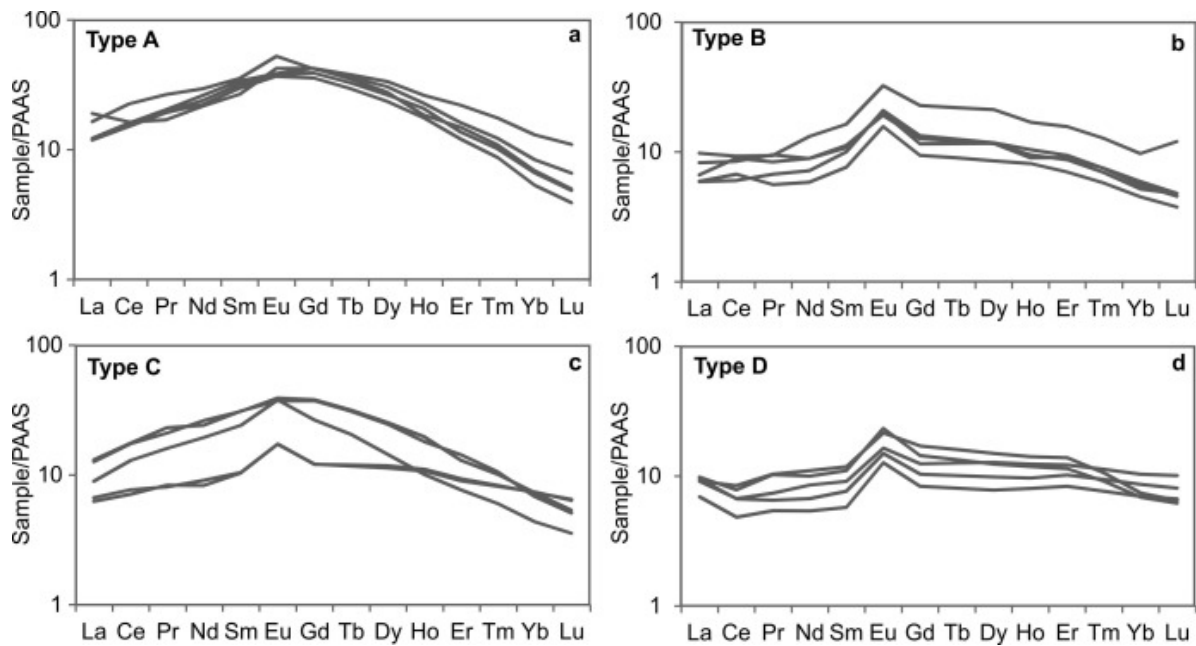 Type A
a
100
10
1
Sample/PAAS
La Ce Pr Nd Sm Eu Gd Tb Dy Ho Er Tm Yb Lu
Type B
b
100
10
1
Sample/PAAS
La Ce Pr Nd Sm Eu Gd Tb Dy Ho Er Tm Yb Lu
Type C
c
100
10
1
Sample/PAAS
La Ce Pr Nd Sm Eu Gd Tb Dy Ho Er Tm Yb Lu
Type D
d
100
10
1
Sample/PAAS
La Ce Pr Nd Sm Eu Gd Tb Dy Ho Er Tm Yb Lu